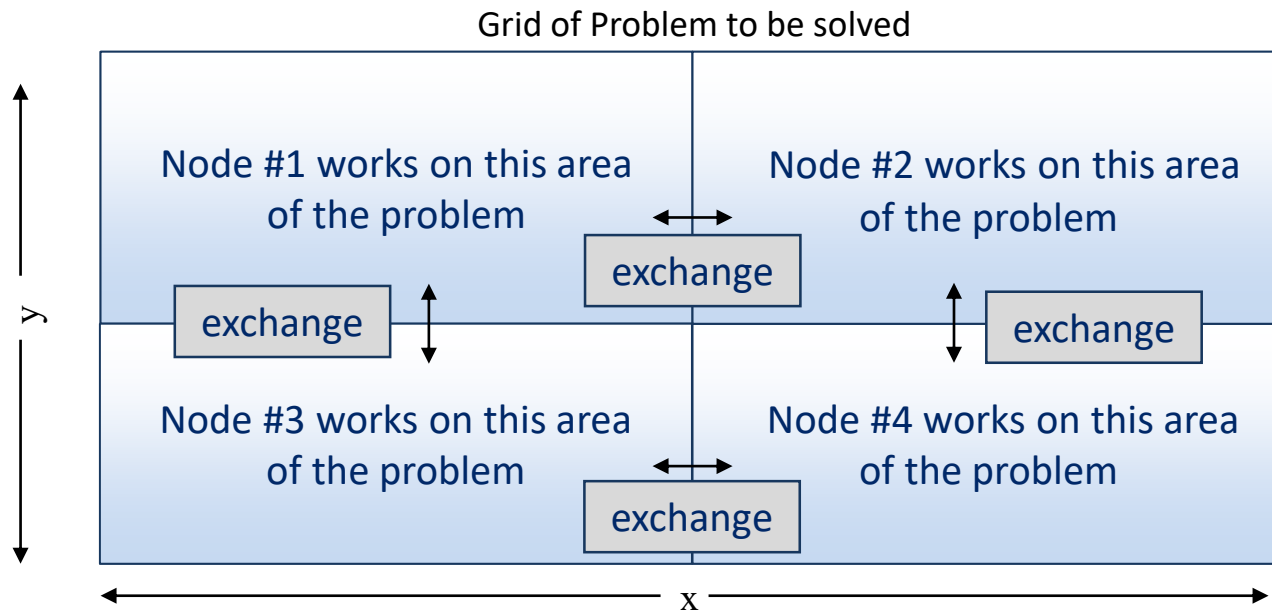 Grid of Problem to be solved
Node #1 works on this area
of the problem
Node #2 works on this area
of the problem
exchange
exchange
exchange
y
Node #3 works on this area
of the problem
Node #4 works on this area
of the problem
exchange
x